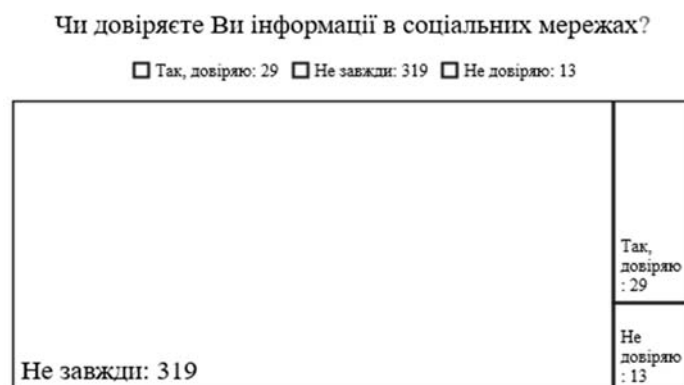 Чи довіряєте Ви інформації в соціальних мережах?
Так, довіряю: 29 Не завжди: 319 Не довіряю: 13
Так,
довіряю
: 29
Не
довіряю
: 13
Не завжди: 319